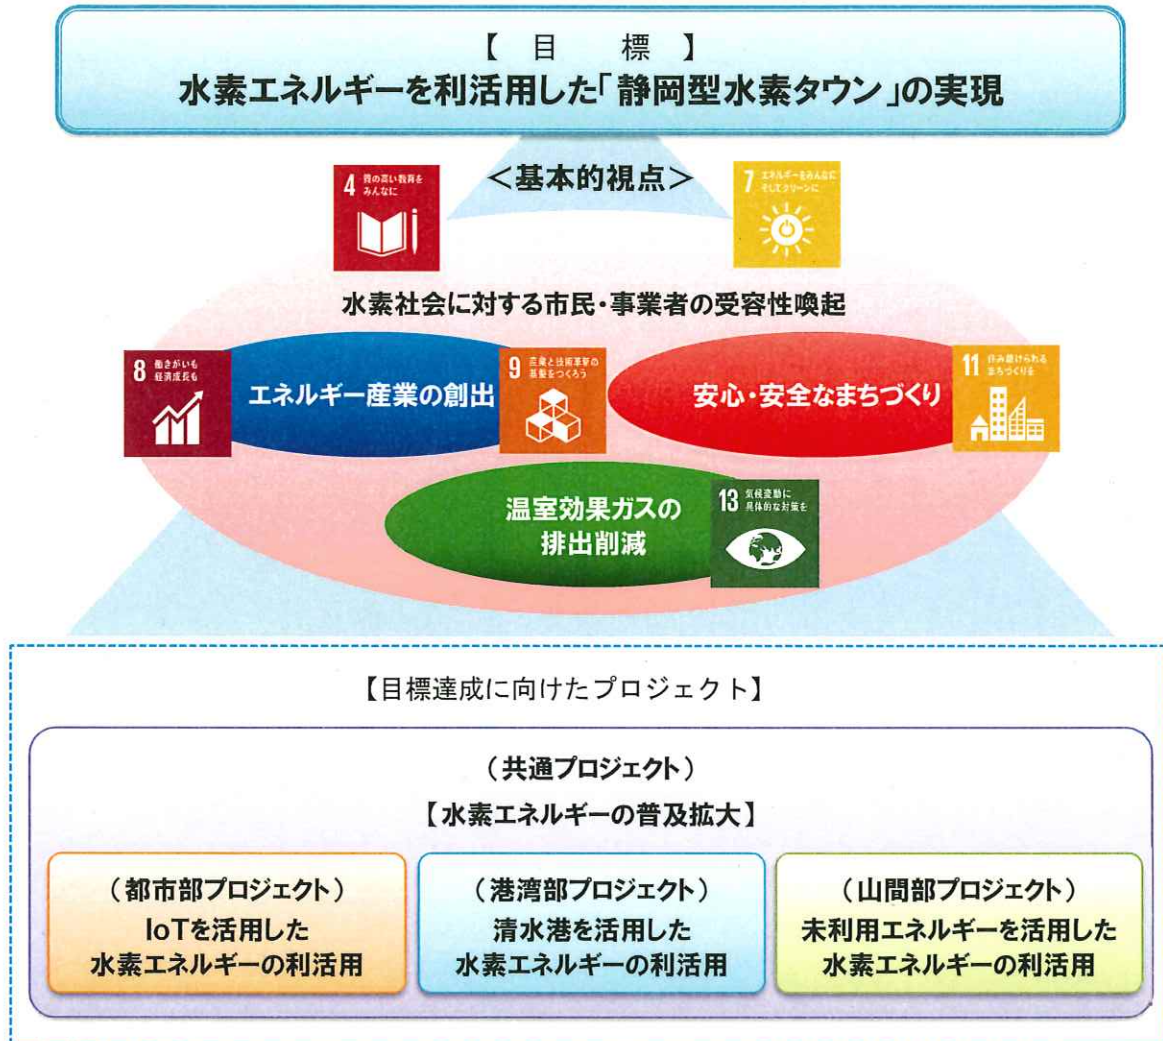 【 目 標 】
水素エネルギーを利活用した「静岡型水素タウン」の実現
<基本的視点>
4 質の高い教育を
みんなに
7 エネルギーをみんなに
そしてクリーンに
水素社会に対する市民・事業者の受容性喚起
8 働きがいも
経済成長も
エネルギー産業の創出
9 産業と技術革新の
基盤をつくろう
安心・安全なまちづくり
11 住み続けられる
まちづくりを
温室効果ガスの
排出削減
13 気候変動に
具体的な対策を
【目標達成に向けたプロジェクト】
(共通プロジェクト)
【水素エネルギーの普及拡大】
(都市部プロジェクト)
IoTを活用した
水素エネルギーの利活用
(港湾部プロジェクト)
清水港を活用した
水素エネルギーの利活用
(山間部プロジェクト)
未利用エネルギーを活用した
水素エネルギーの利活用